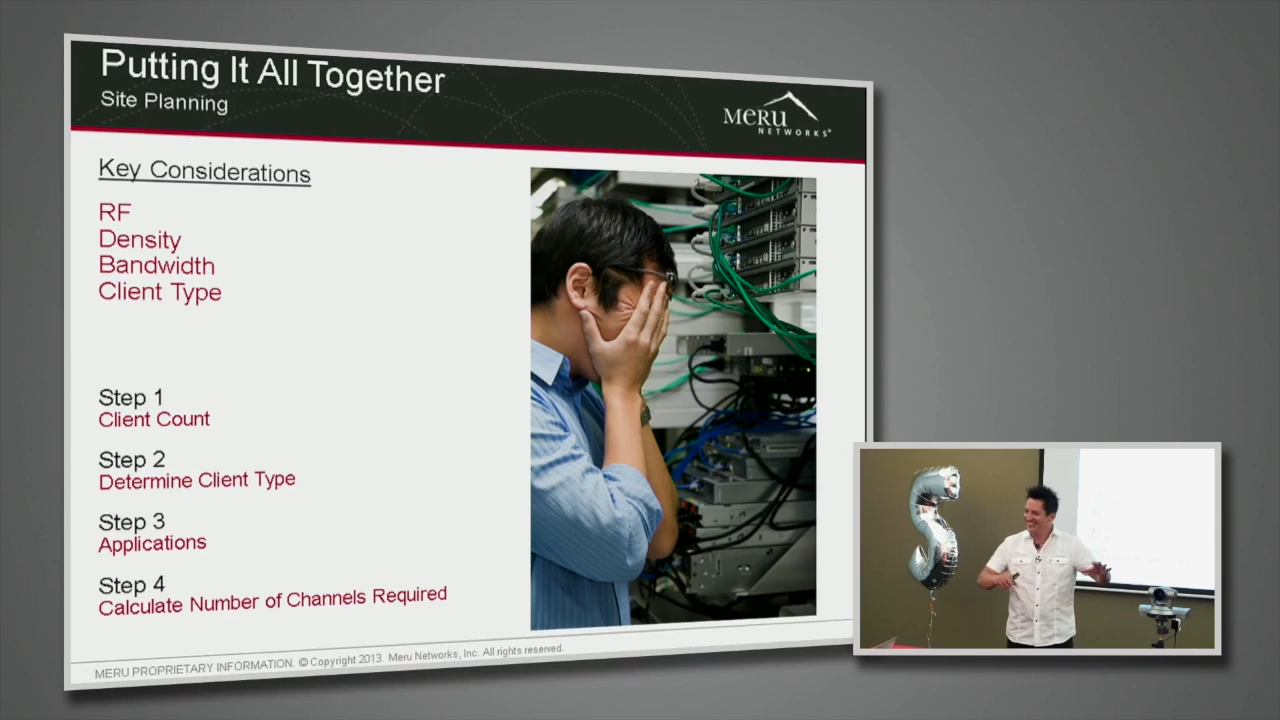 Putting It All Together
Site Planning
MERU
NETWORKS®
Key Considerations
RF
Density
Bandwidth
Client Type
Step 1
Client Count
Step 2
Determine Client Type
Step 3
Applications
Step 4
Calculate Number of Channels Required
MERU PROPRIETARY INFORMATION. © Copyright 2013. Meru Networks, Inc. All rights reserved.